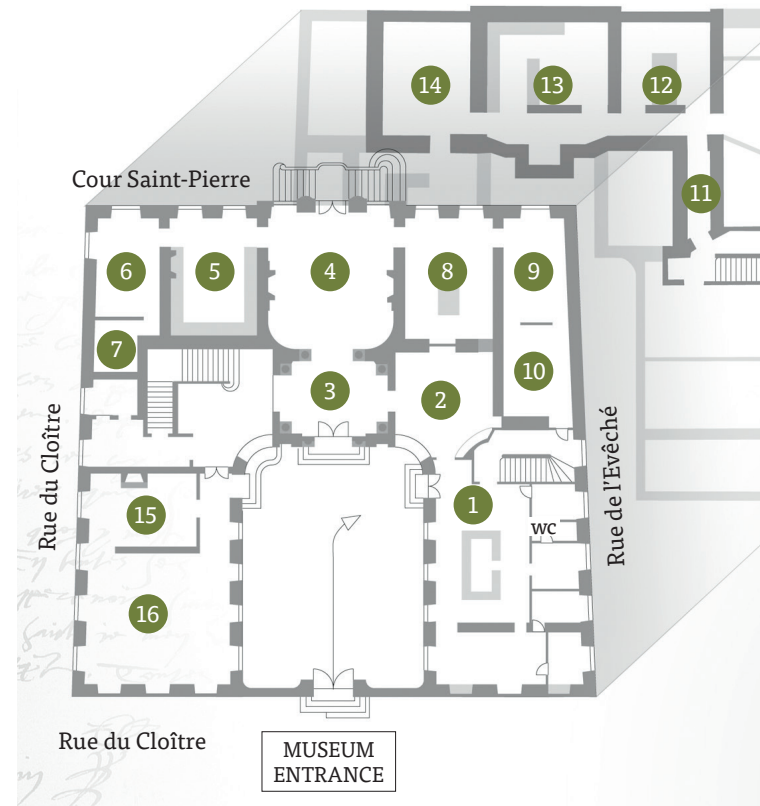 14
13
12
Cour Saint-Pierre
11
6
5
4
8
9
7
3
2
10
Rue du Cloître
15
1
WC
Rue de l'Evêché
16
Rue du Cloître
MUSEUM
ENTRANCE